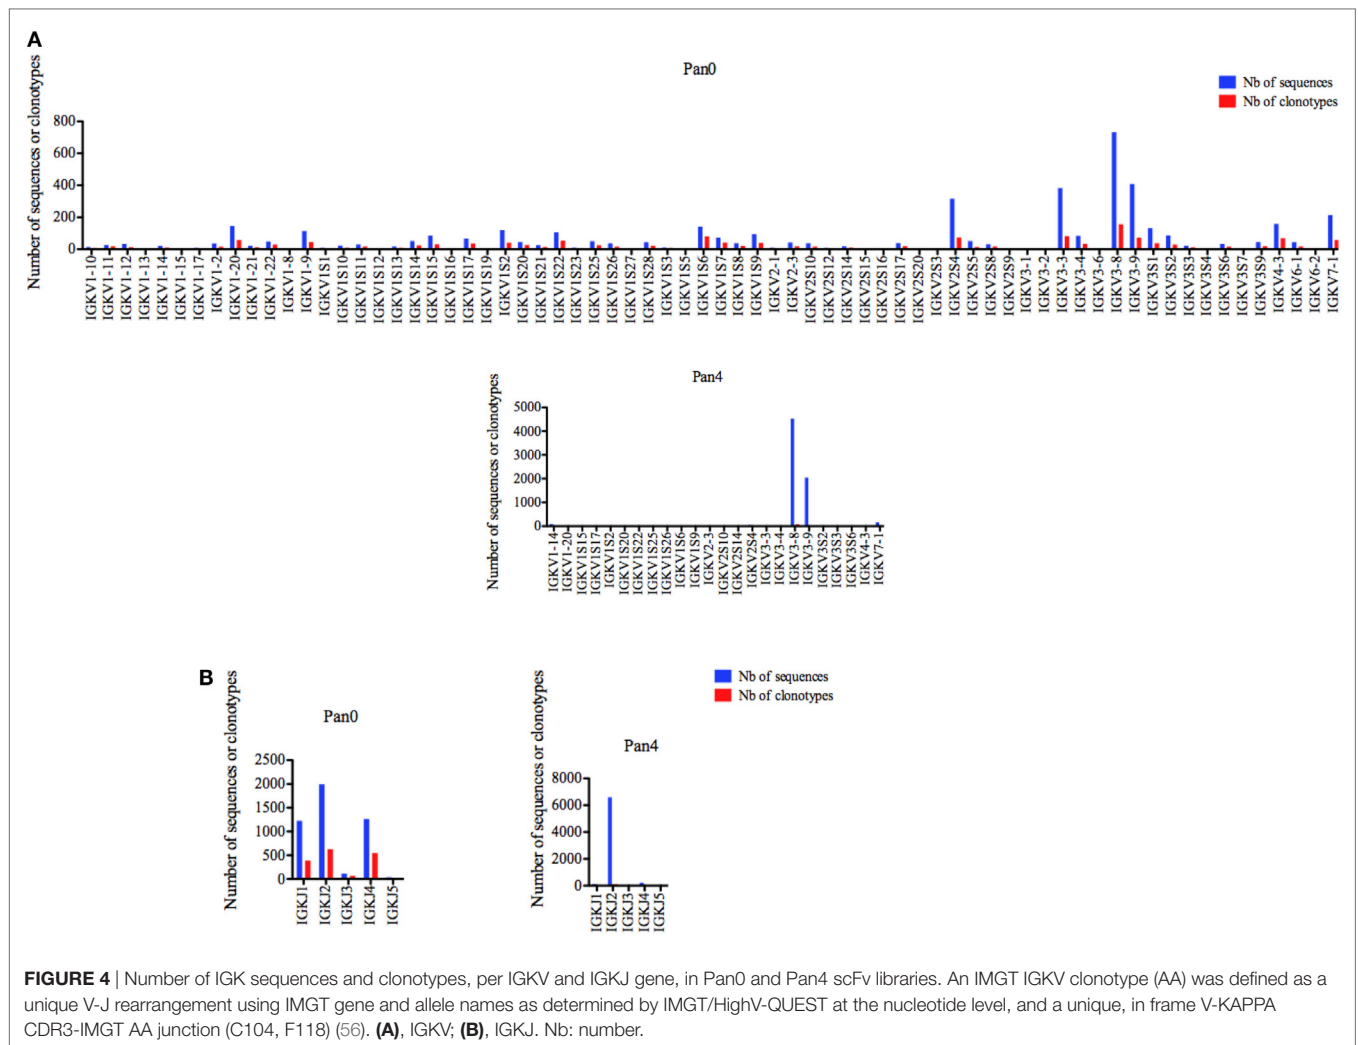 A
Pan0
Nb of sequences
Nb of clonotypes
Number of sequences or clonotypes
800
600
400
200
0
IGKV1-10
IGKV1-11
IGKV1-12
IGKV1-13
IGKV1-14
IGKV1-15
IGKV1-17
IGKV1-2
IGKV1-20
IGKV1-21
IGKV1-22
IGKV1-8
IGKV1-9
IGKV1S1
IGKV1S10
IGKV1S11
IGKV1S12
IGKV1S13
IGKV1S14
IGKV1S15
IGKV1S16
IGKV1S17
IGKV1S19
IGKV1S2
IGKV1S20
IGKV1S21
IGKV1S22
IGKV1S23
IGKV1S25
IGKV1S26
IGKV1S27
IGKV1S28
IGKV1S3
IGKV1S5
IGKV1S6
IGKV1S7
IGKV1S8
IGKV1S9
IGKV2-1
IGKV2-3
IGKV2S10
IGKV2S12
IGKV2S14
IGKV2S15
IGKV2S16
IGKV2S17
IGKV2S20
IGKV2S3
IGKV2S4
IGKV2S5
IGKV2S8
IGKV2S9
IGKV3-1
IGKV3-2
IGKV3-3
IGKV3-4
IGKV3-6
IGKV3-8
IGKV3-9
IGKV3S1
IGKV3S2
IGKV3S3
IGKV3S4
IGKV3S6
IGKV3S7
IGKV3S9
IGKV4-3
IGKV6-1
IGKV6-2
IGKV7-1
Pan4
Number of sequences or clonotypes
5000
4000
3000
2000
1000
0
IGKV1-14
IGKV1-20
IGKV1S15
IGKV1S17
IGKV1S2
IGKV1S20
IGKV1S22
IGKV1S25
IGKV1S26
IGKV1S6
IGKV1S9
IGKV2-3
IGKV2S10
IGKV2S14
IGKV2S4
IGKV3-3
IGKV3-4
IGKV3-8
IGKV3-9
IGKV3S2
IGKV3S3
IGKV3S6
IGKV4-3
IGKV7-1
B
Nb of sequences
Nb of clonotypes
Pan0
Number of sequences or clonotypes
2500
2000
1500
1000
500
0
IGKJ1
IGKJ2
IGKJ3
IGKJ4
IGKJ5
Pan4
Number of sequences or clonotypes
8000
6000
4000
2000
0
IGKJ1
IGKJ2
IGKJ3
IGKJ4
IGKJ5
FIGURE 4 | Number of IGK sequences and clonotypes, per IGKV and IGKJ gene, in Pan0 and Pan4 scFv libraries. An IMGT IGKV clonotype (AA) was defined as a
unique V-J rearrangement using IMGT gene and allele names as determined by IMGT/HighV-QUEST at the nucleotide level, and a unique, in frame V-KAPPA
CDR3-IMGT AA junction (C104, F118) (56). (A), IGKV; (B), IGKJ. Nb: number.